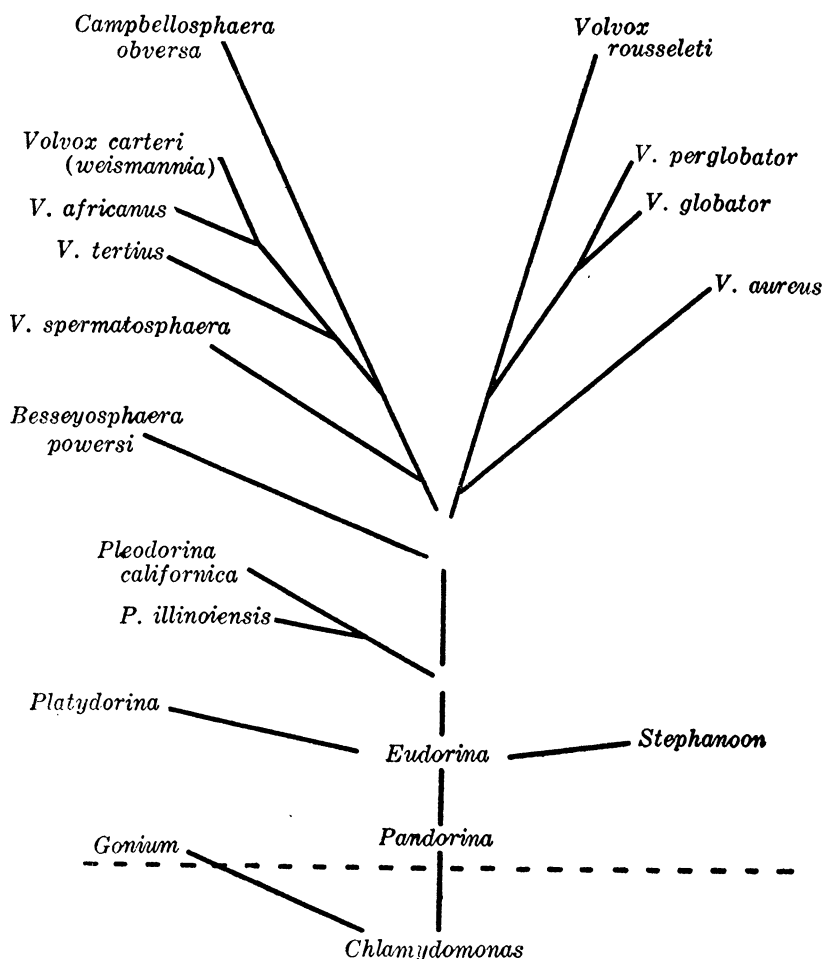 Campbellosphaera
obversa
Volvox
rousseleti
Volvox carteri
(weismannia)
V. perglobator
V. africanus
V. globator
V. tertius
V. aureus
V. spermatosphaera
Besseyosphaera
powersi
Pleodorina
californica
P. illinoiensis
Platydorina
Stephanoon
Eudorina
Pandorina
Gonium
Chlamydomonas